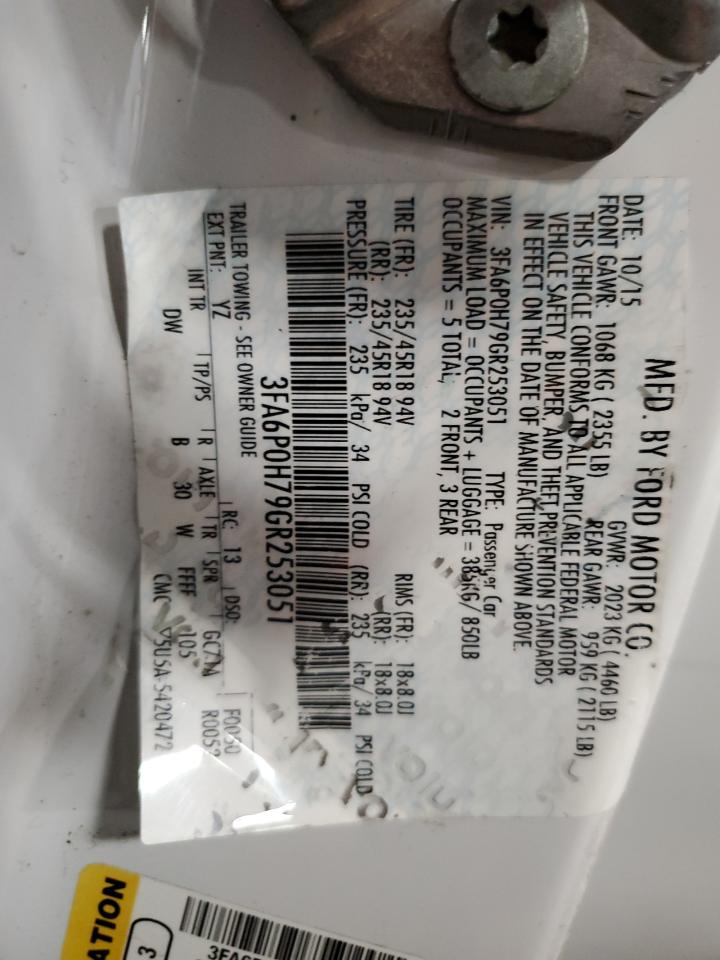 MFD. BY FORD MOTOR CO.
DATE: 10/15 GVWR: 2023 KG ( 4460 LB)
FRONT GAWR: 1068 KG ( 2355 LB) REAR GAWR: 959 KG ( 2115 LB)
THIS VEHICLE CONFORMS TO ALL APPLICABLE FEDERAL MOTOR
VEHICLE SAFETY, BUMPER, AND THEFT PREVENTION STANDARDS
IN EFFECT ON THE DATE OF MANUFACTURE SHOWN ABOVE.
VIN: 3FA6P0H79GR253051 TYPE: Passenger Car
MAXIMUM LOAD = OCCUPANTS + LUGGAGE = 385KG/ 850LB
OCCUPANTS = 5 TOTAL, 2 FRONT, 3 REAR
TIRE (FR): 235/45R18 94V RIMS (FR): 18x8.0J
(RR): 235/45R18 94V (RR): 18x8.0J
PRESSURE (FR): 235 kPa/ 34 PSI COLD (RR): 235 kPa/ 34 PSI COLD
3FA6P0H79GR253051
TRAILER TOWING - SEE OWNER GUIDE
EXT PNT: YZ RC: 13 DSO: F0050
INT TR TP/PS R AXLE TR SPR R0052
DW B 30 W FFFF 105
5420472
ATION
3